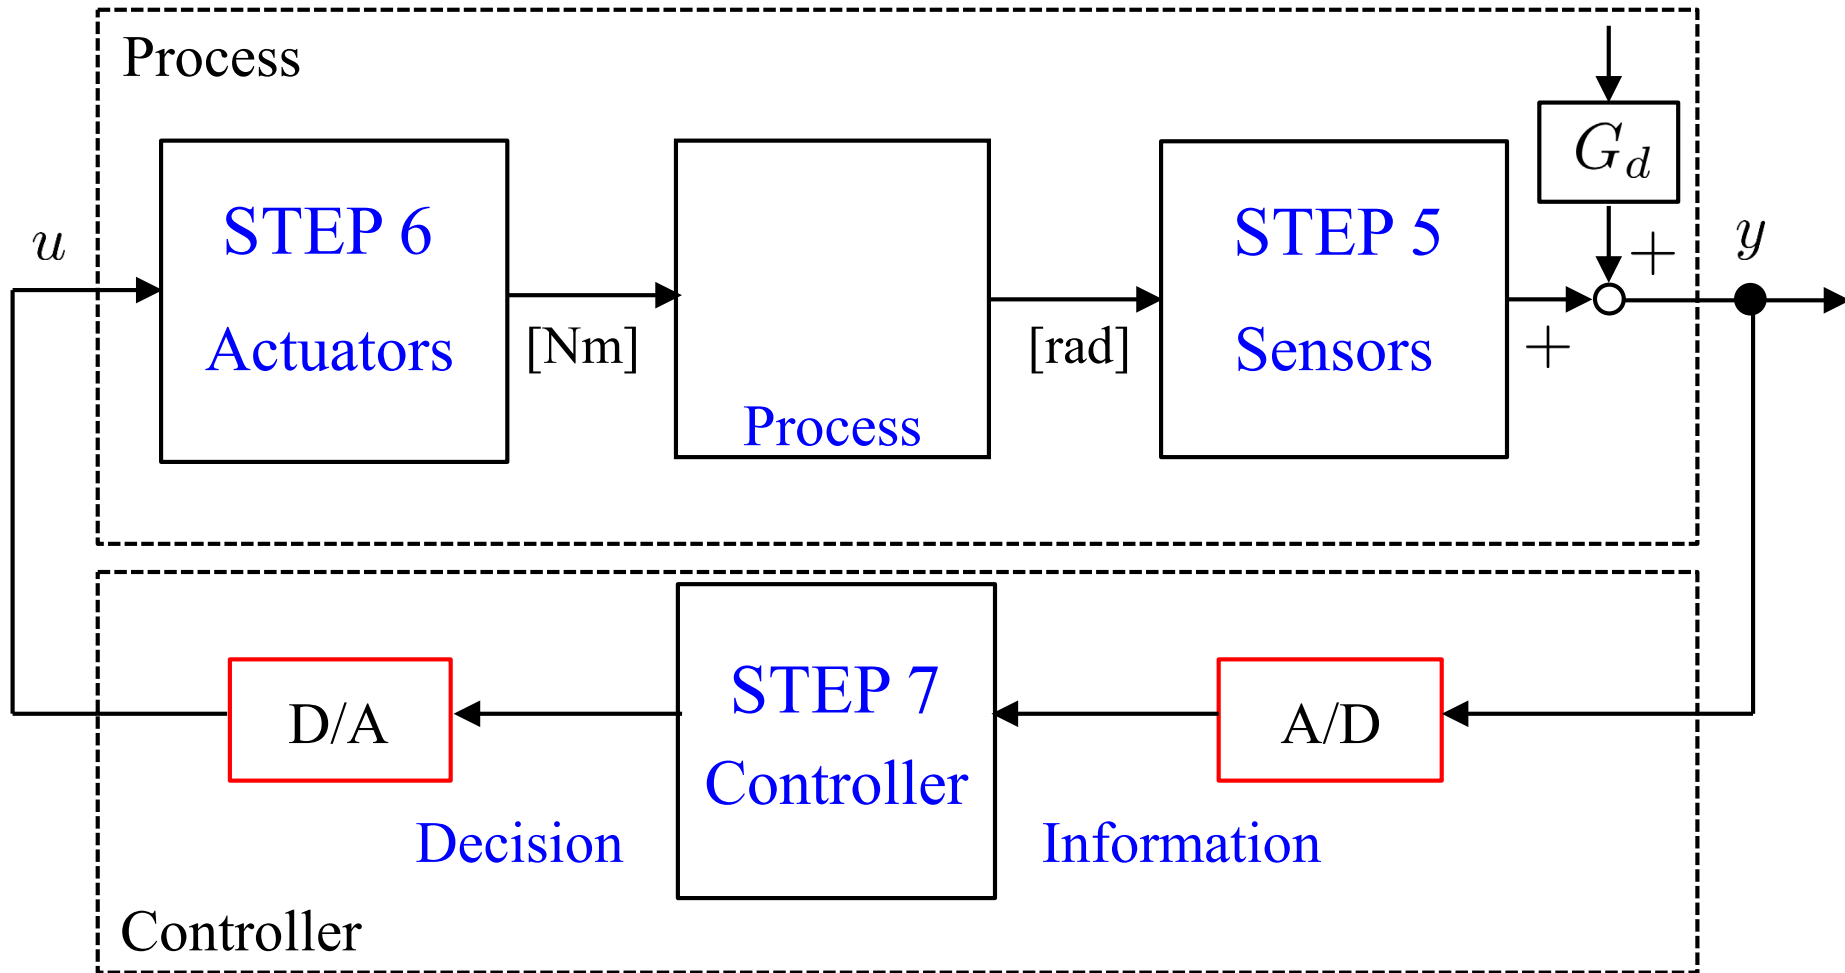 Process
G_d
STEP 6
Actuators
[Nm]
Process
[rad]
STEP 5
Sensors
+
+
u
y
D/A
STEP 7
Controller
A/D
Decision
Information
Controller